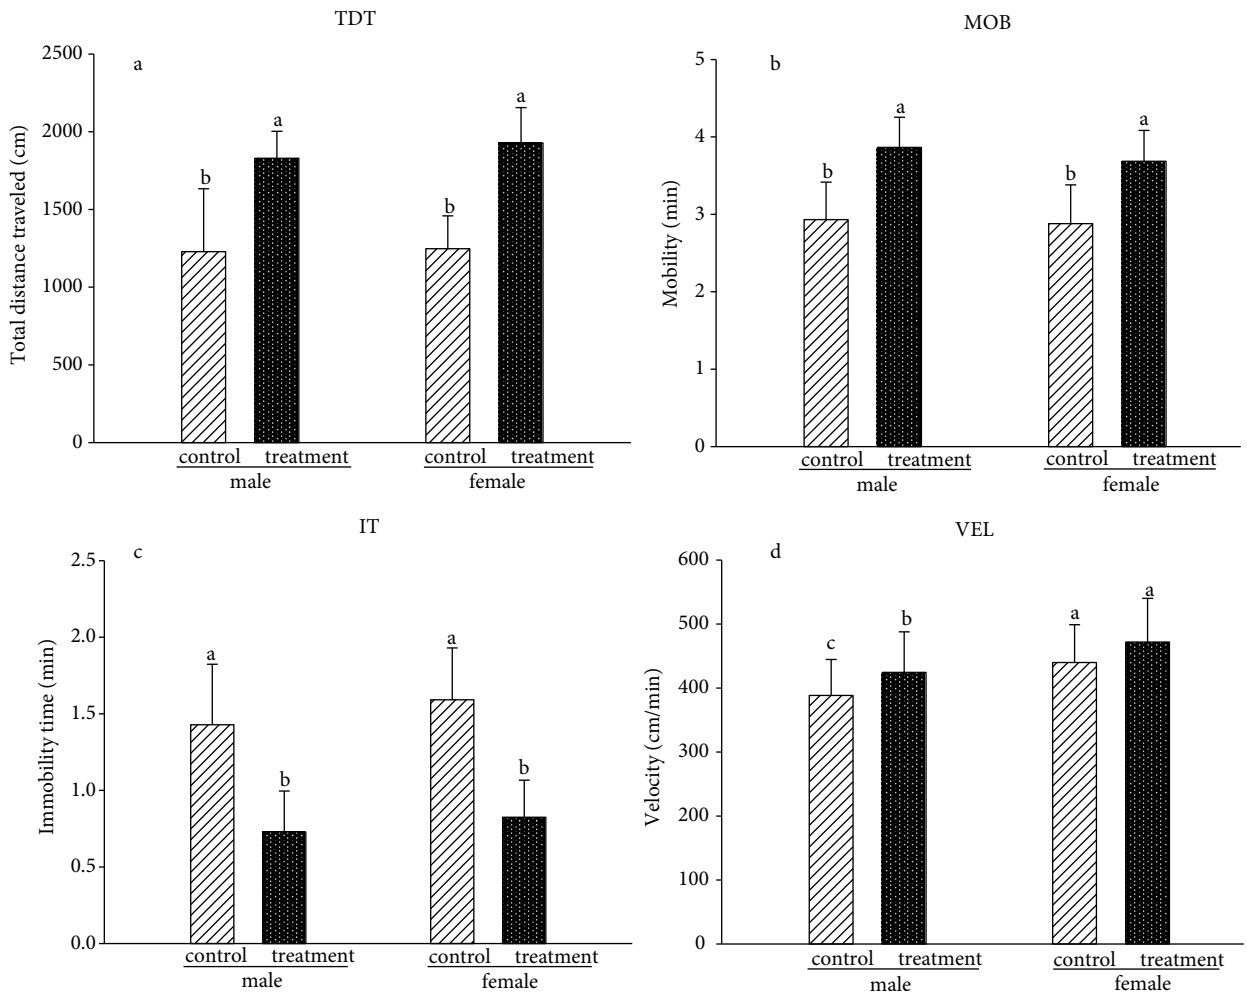 TDT
a
Total distance traveled (cm)
2500
2000
1500
1000
500
0
b
a
b
a
control treatment control treatment
male female
MOB
b
Mobility (min)
5
4
3
2
1
0
b
a
b
a
control treatment control treatment
male female
IT
c
Immobility time (min)
2.5
2.0
1.5
1.0
0.5
0.0
a
b
a
b
control treatment control treatment
male female
VEL
d
Velocity (cm/min)
600
500
400
300
200
100
0
c
b
a
a
control treatment control treatment
male female